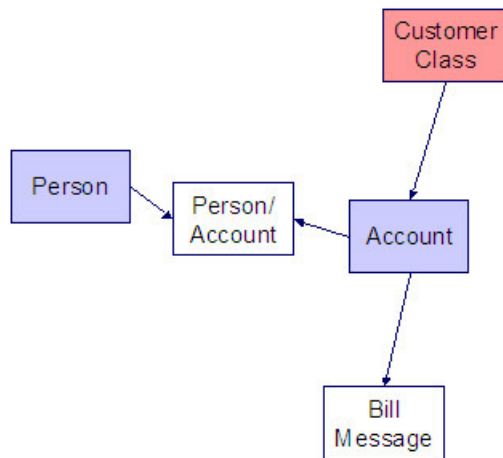 Customer
Class
Person
Person/
Account
Account
Bill
Message